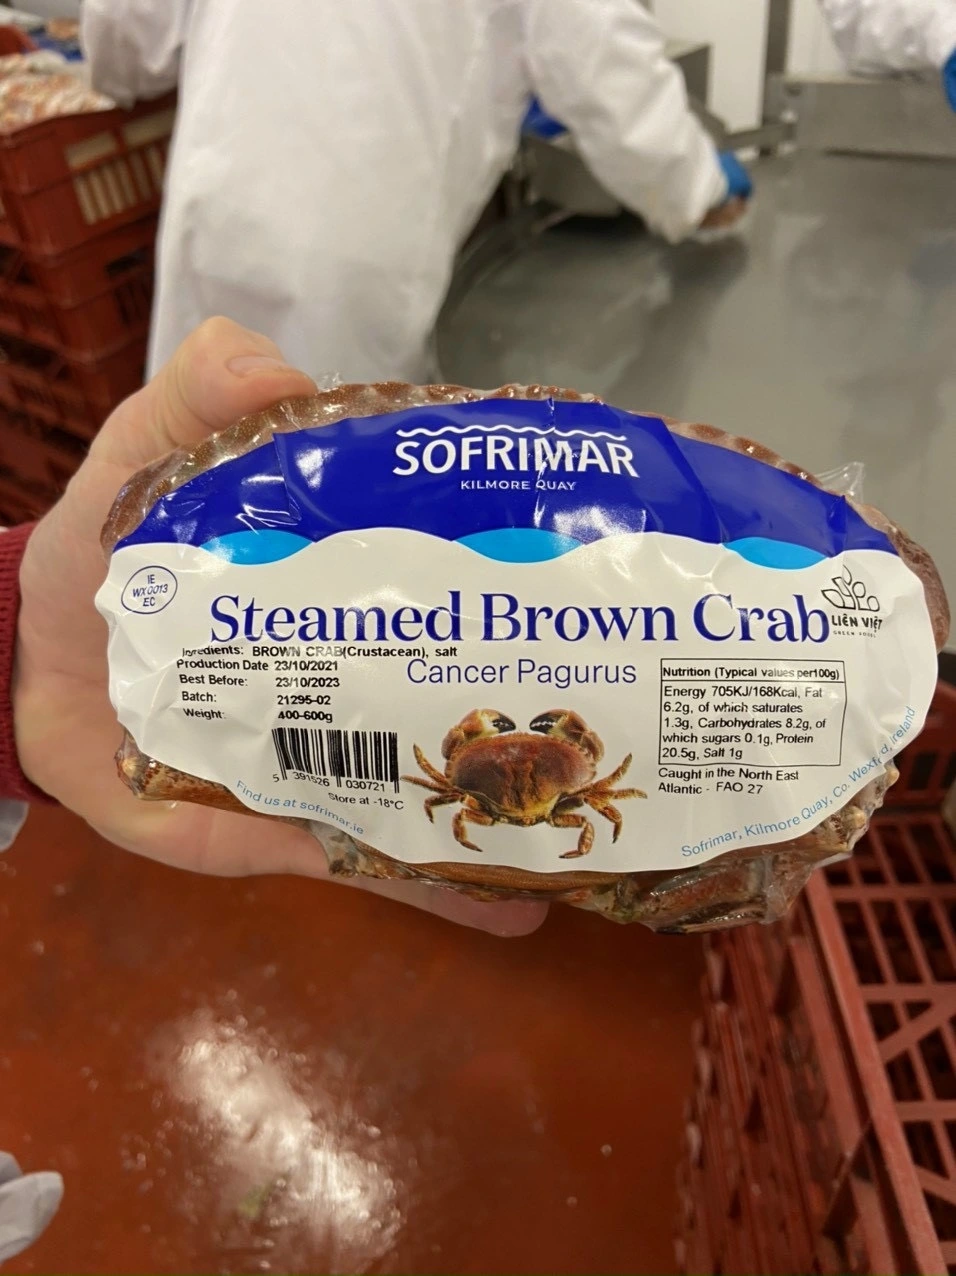 SOFRIMAR
KILMORE QUAY
IE
WX 0013
EC
Steamed Brown Crab
LIÊN VIỆT
GREEN FOODS
Ingredients: BROWN CRAB(Crustacean), salt
Production Date 23/10/2021
Best Before: 23/10/2023
Batch: 21295-02
Weight: 400-600g
5 391526 030721
Store at -18°C
Find us at sofrimar.ie
Cancer Pagurus
Nutrition (Typical values per100g)
Energy 705KJ/168Kcal, Fat
6.2g, of which saturates
1.3g, Carbohydrates 8.2g, of
which sugars 0.1g, Protein
20.5g, Salt 1g
Caught in the North East
Atlantic - FAO 27
Sofrimar, Kilmore Quay, Co. Wexford, Ireland